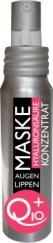 MASKE
HYALURONSÄURE
KONZENTRAT
AUGEN
LIPPEN
Q10+